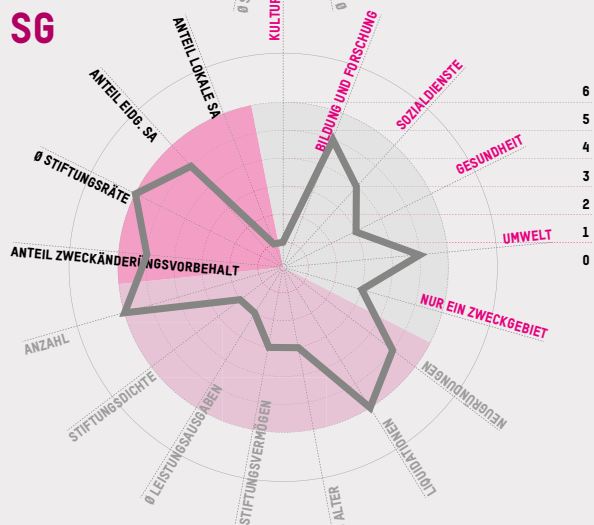 SG
Ø S
KULTUR
Ø
ANTEIL LOKALE SA
BILDUNG UND FORSCHUNG
ANTEIL EIDG. SA
SOZIALDIENSTE
6
5
GESUNDHEIT
4
Ø STIFTUNGSRÄTE
3
2
UMWELT
1
ANTEIL ZWECKÄNDERUNGSVORBEHALT
0
NUR EIN ZWECKGEBIET
ANZAHL
NEUGRÜNDUNGEN
STIFTUNGSDICHTE
LIQUIDATIONEN
Ø LEISTUNGSAUSGABEN
STIFTUNGSVERMÖGEN
ALTER